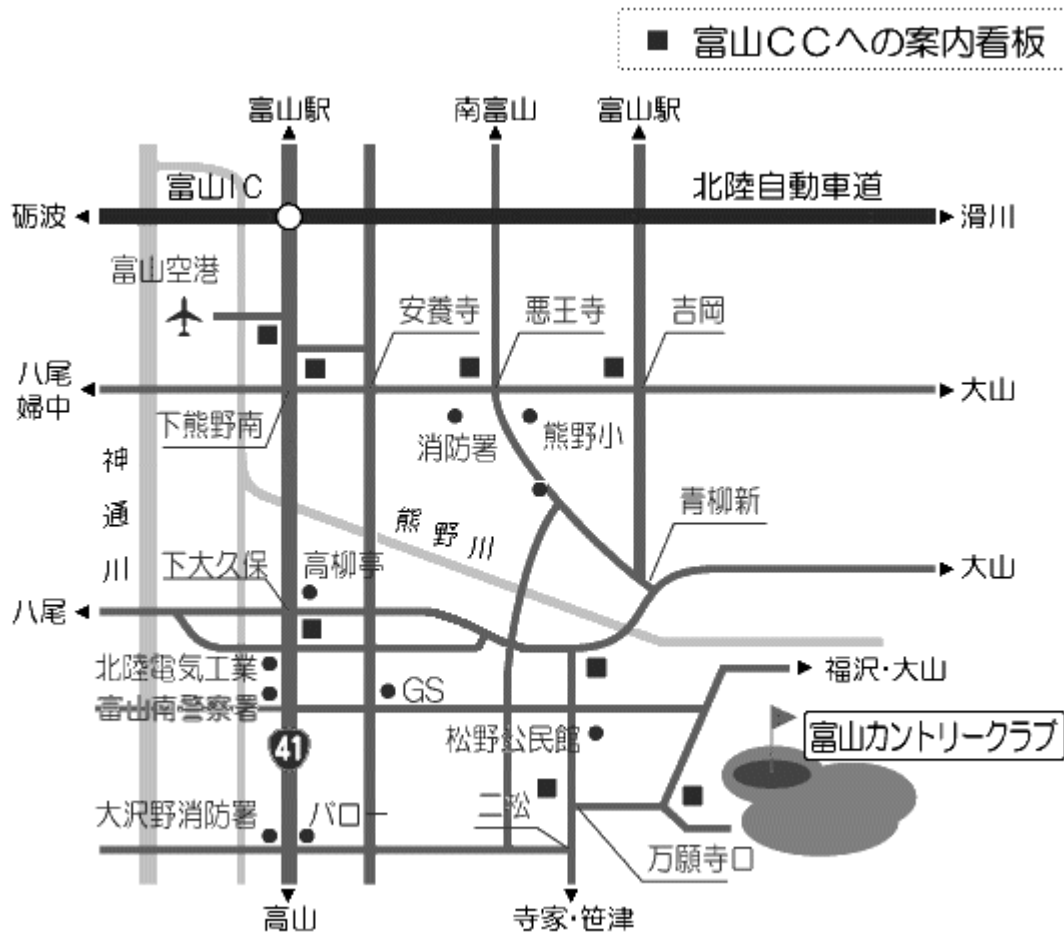 ■ 富山CCへの案内看板
富山駅
南富山
富山駅
富山IC
北陸自動車道
砺波
滑川
富山空港
安養寺
悪王寺
吉岡
八尾
婦中
大山
下熊野南
消防署
熊野小
神通川
熊野川
青柳新
下大久保
高柳亭
大山
八尾
北陸電気工業
GS
福沢・大山
富山南警察署
41
松野公民館
富山カントリークラブ
大沢野消防署
バロー
二松
万願寺口
高山
寺家・笹津